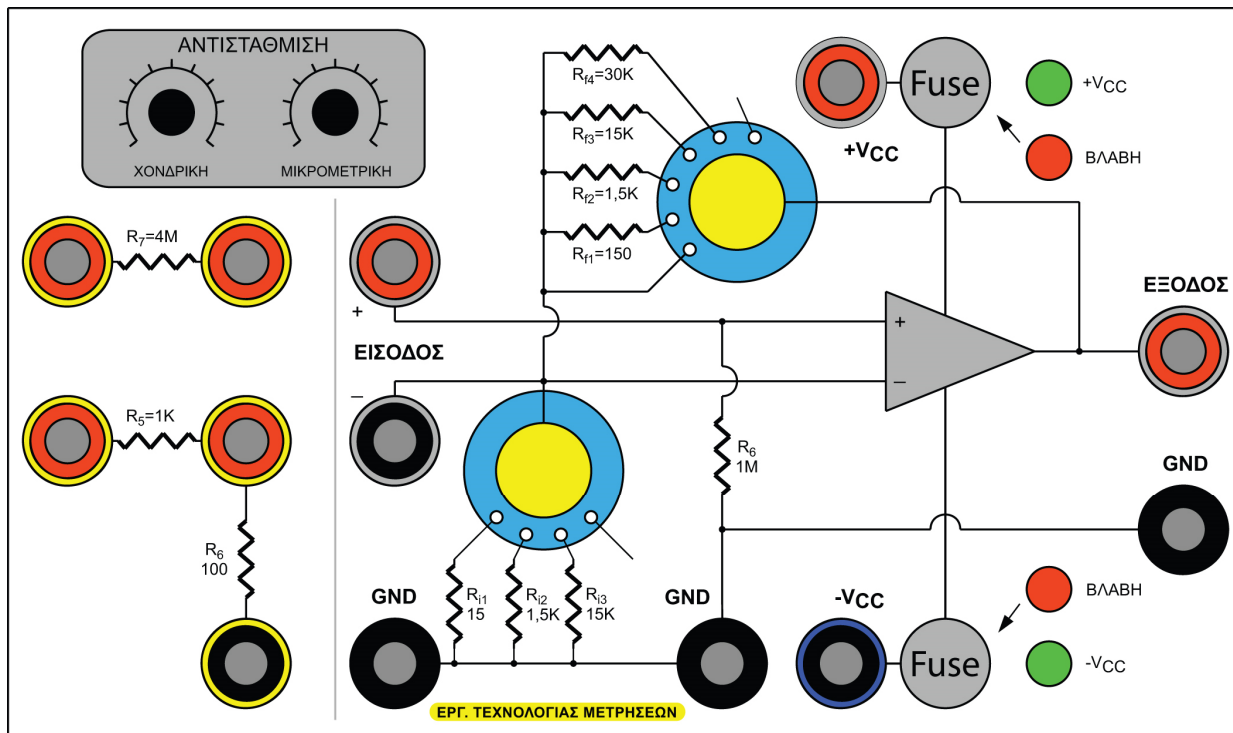 ΑΝΤΙΣΤΑΘΜΙΣΗ
ΧΟΝΔΡΙΚΗ
ΜΙΚΡΟΜΕΤΡΙΚΗ
Rf4=30K
Rf3=15K
Rf2=1,5K
Rf1=150
+VCC
Fuse
+VCC
ΒΛΑΒΗ
R7=4M
+
ΕΙΣΟΔΟΣ
–
+
–
ΕΞΟΔΟΣ
R5=1K
R6
1M
GND
R6
100
GND
Ri1
15
Ri2
1,5K
Ri3
15K
GND
-VCC
Fuse
ΒΛΑΒΗ
-VCC
ΕΡΓ. ΤΕΧΝΟΛΟΓΙΑΣ ΜΕΤΡΗΣΕΩΝ